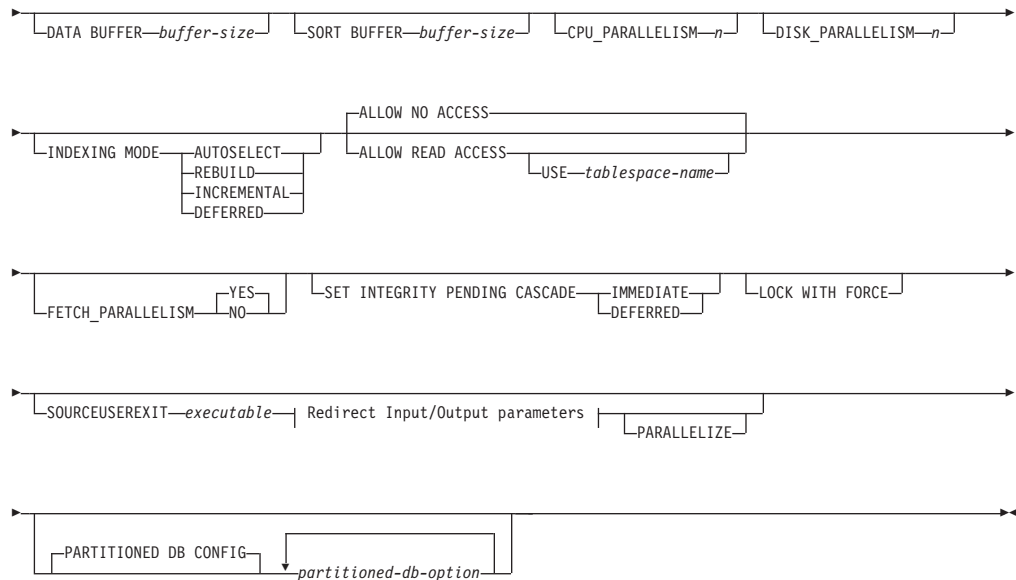 DATA BUFFER buffer-size SORT BUFFER buffer-size CPU_PARALLELISM n DISK_PARALLELISM n
ALLOW NO ACCESS
INDEXING MODE AUTOSELECT ALLOW READ ACCESS
REBUILD USE tablespace-name
INCREMENTAL
DEFERRED
YES SET INTEGRITY PENDING CASCADE IMMEDIATE LOCK WITH FORCE
FETCH_PARALLELISM NO DEFERRED
SOURCEUSEREXIT executable Redirect Input/Output parameters
PARALLELIZE
PARTITIONED DB CONFIG
partitioned-db-option